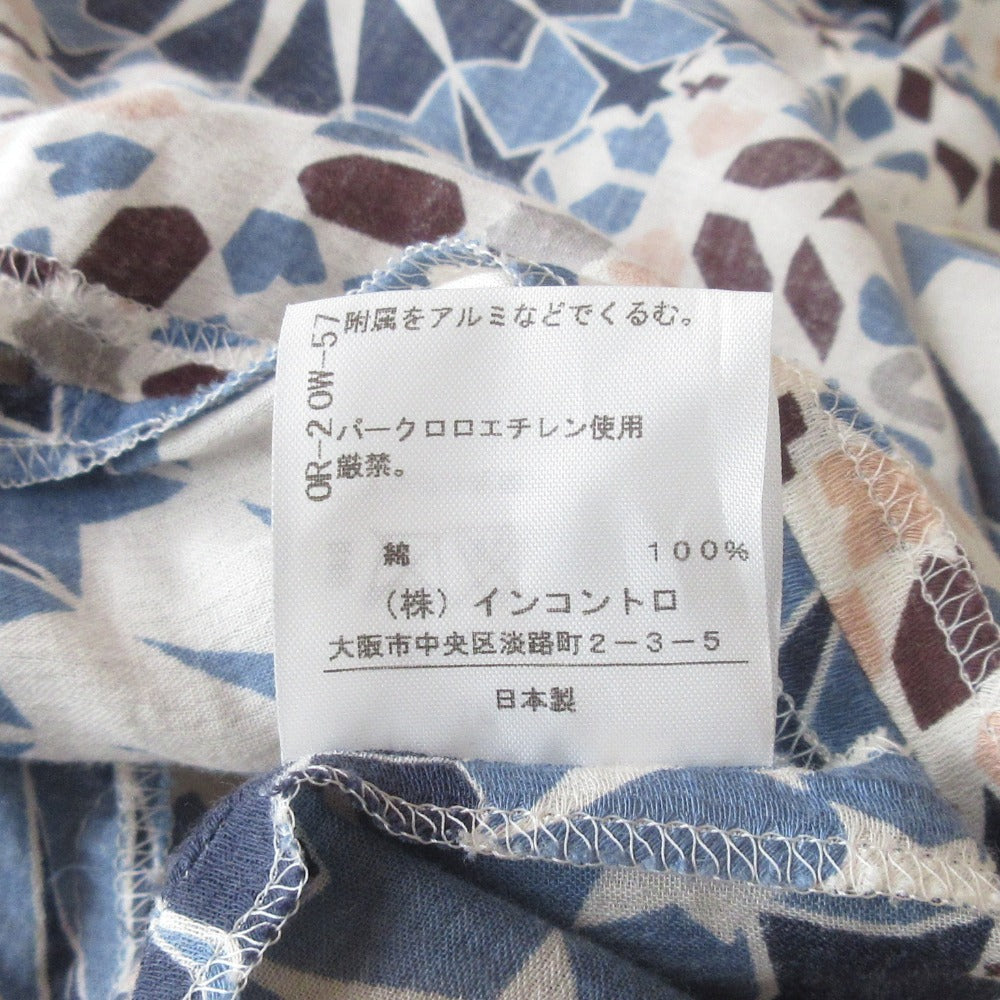 附属をアルミなどでくるむ。
OR-20W-57
パークロロエチレン使用
厳禁。
綿 100%
(株)インコントロ
大阪市中央区淡路町2-3-5
日本製